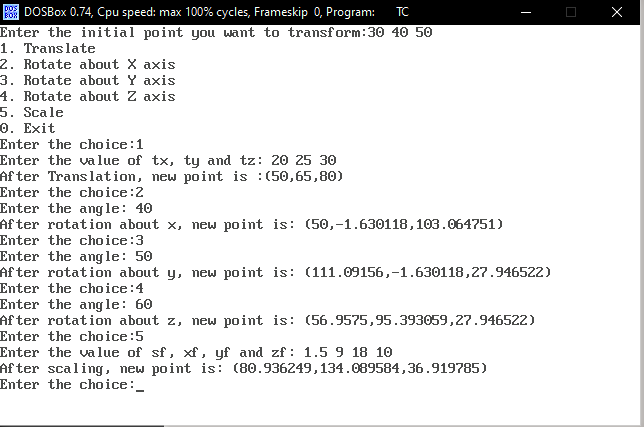 DOSBox 0.74, Cpu speed: max 100% cycles, Frameskip 0, Program: TC
Enter the initial point you want to transform:30 40 50
1. Translate
2. Rotate about X axis
3. Rotate about Y axis
4. Rotate about Z axis
5. Scale
0. Exit
Enter the choice:1
Enter the value of tx, ty and tz: 20 25 30
After Translation, new point is :(50,65,80)
Enter the choice:2
Enter the angle: 40
After rotation about x, new point is: (50,-1.630118,103.064751)
Enter the choice:3
Enter the angle: 50
After rotation about y, new point is: (111.09156,-1.630118,27.946522)
Enter the choice:4
Enter the angle: 60
After rotation about z, new point is: (56.9575,95.393059,27.946522)
Enter the choice:5
Enter the value of sf, xf, yf and zf: 1.5 9 18 10
After scaling, new point is: (80.936249,134.089584,36.919785)
Enter the choice:_